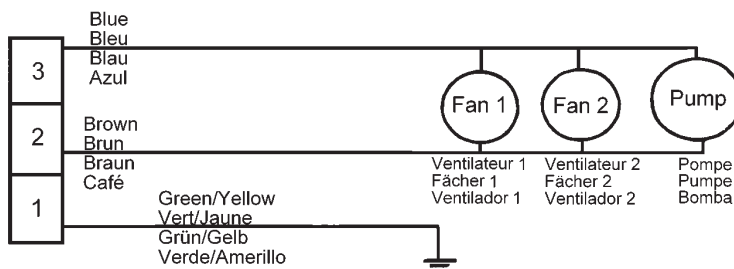 Blue
Bleu
Blau
Azul
3
Fan 1
Fan 2
Pump
2
Brown
Brun
Braun
Café
Ventilateur 1
Fächer 1
Ventilador 1
Ventilateur 2
Fächer 2
Ventilador 2
Pompe
Pumpe
Bomba
1
Green/Yellow
Vert/Jaune
Grün/Gelb
Verde/Amerillo